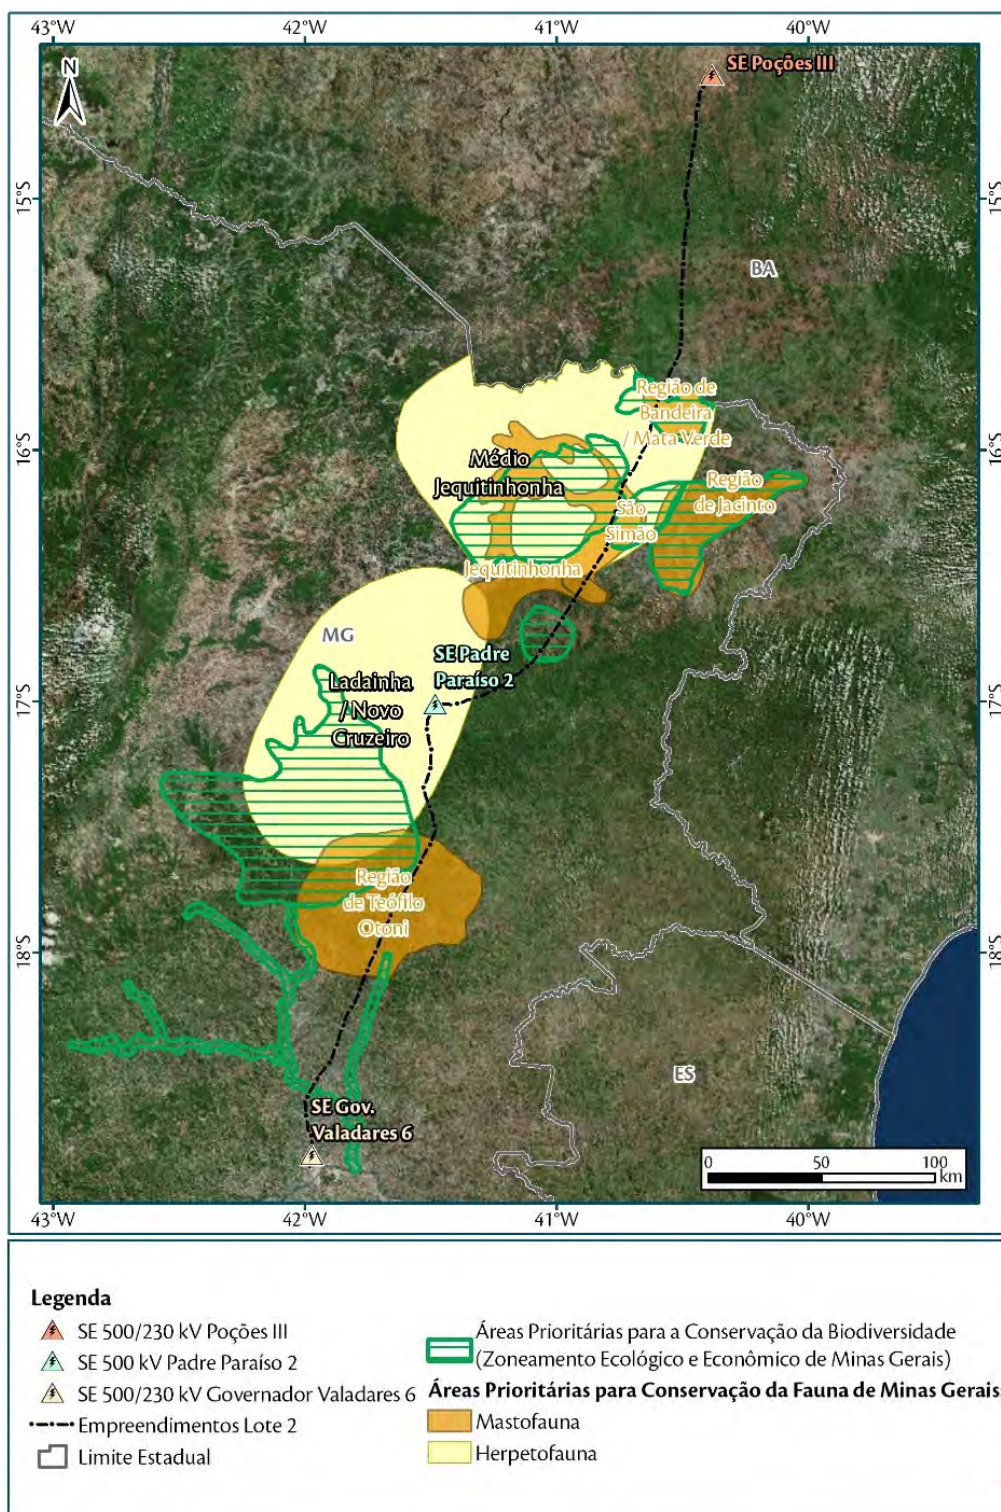 43°W 42°W 41°W 40°W
N
SE Poções III
15°S 15°S
BA
Região de
Bandeira
/ Mata Verde
16°S 16°S
Médio
Jequitinhonha
Região
de Jacinto
São
Simão
Jequitinhonha
MG
SE Padre
Paraíso 2
17°S 17°S
Ladainha
/ Novo
Cruzeiro
Região
de Teófilo
Otoni
18°S 18°S
ES
SE Gov.
Valadares 6
0 50 100
km
43°W 42°W 41°W 40°W
Legenda
SE 500/230 kV Poções III
SE 500 kV Padre Paraíso 2
SE 500/230 kV Governador Valadares 6
Empreendimentos Lote 2
Limite Estadual
Áreas Prioritárias para a Conservação da Biodiversidade
(Zoneamento Ecológico e Econômico de Minas Gerais)
Áreas Prioritárias para Conservação da Fauna de Minas Gerais
Mastofauna
Herpetofauna